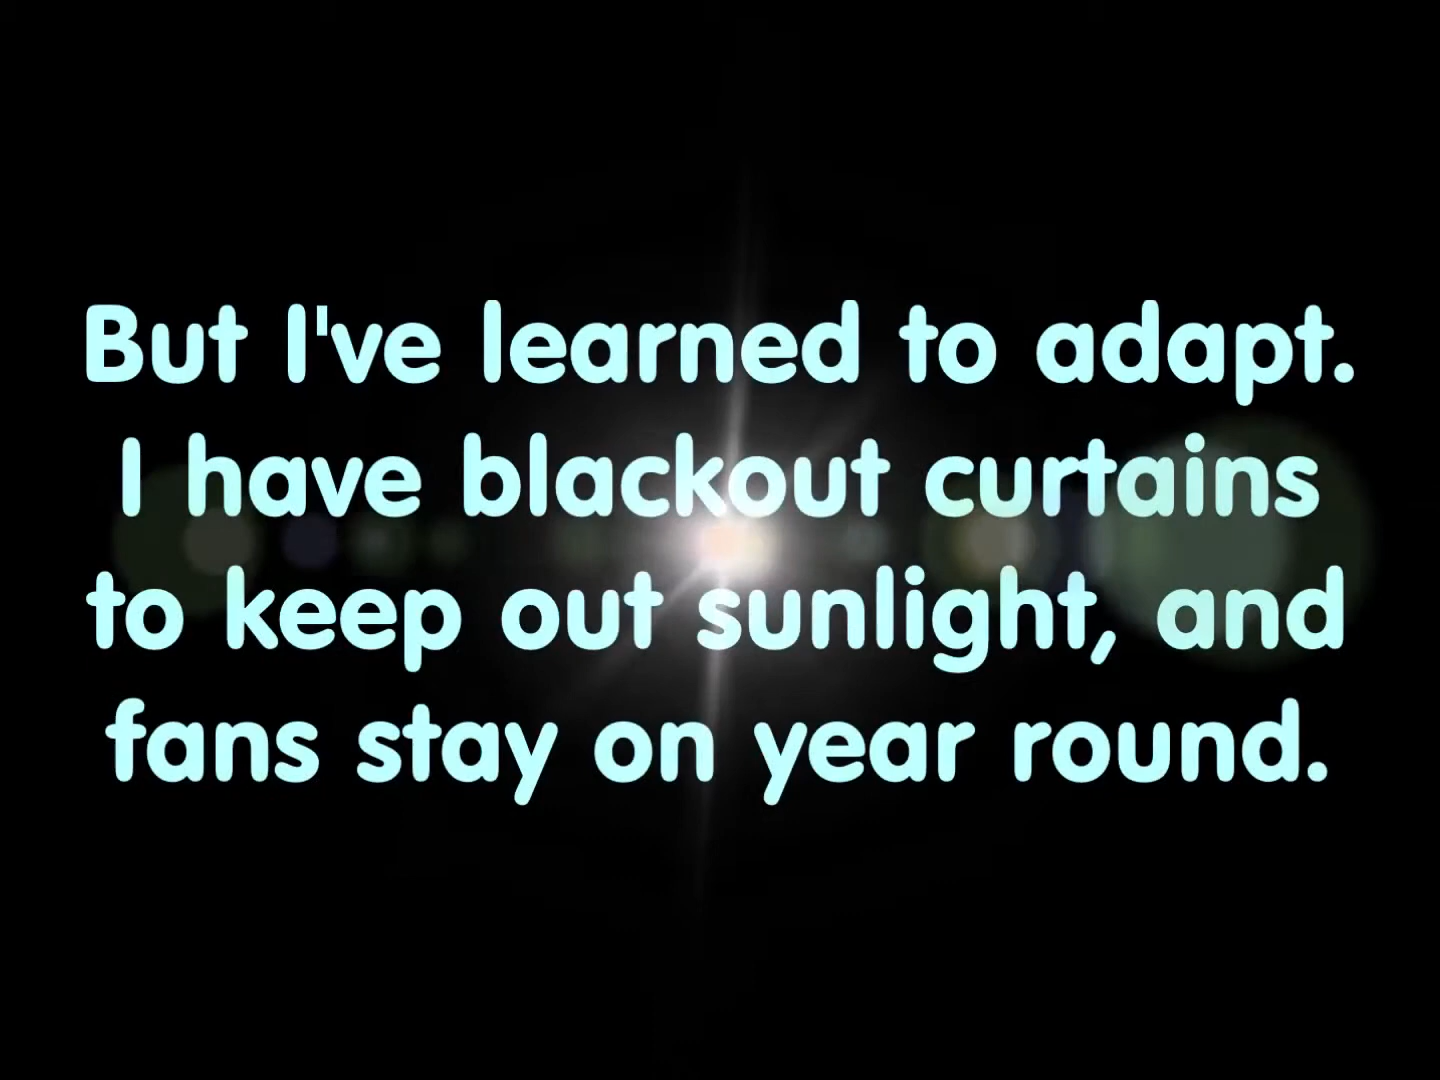 But I've learned to adapt.
I have blackout curtains
to keep out sunlight, and
fans stay on year round.